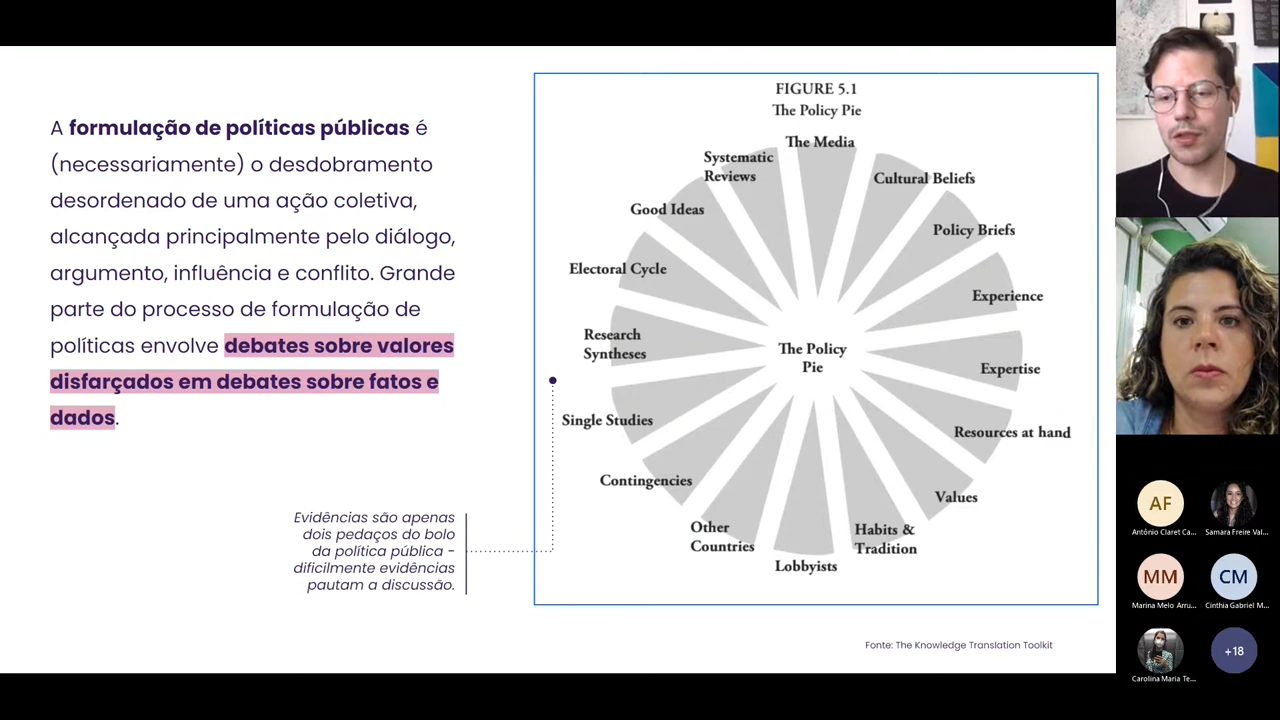 A formulação de políticas públicas é
(necessariamente) o desdobramento
desordenado de uma ação coletiva,
alcançada principalmente pelo diálogo,
argumento, influência e conflito. Grande
parte do processo de formulação de
políticas envolve debates sobre valores
disfarçados em debates sobre fatos e
dados.
Evidências são apenas
dois pedaços do bolo
da política pública -
dificilmente evidências
pautam a discussão.
FIGURE 5.1
The Policy Pie
The Media
Cultural Beliefs
Policy Briefs
Experience
Expertise
Resources at hand
Values
Habits &
Tradition
Lobbyists
Other
Countries
Contingencies
Single Studies
Research
Syntheses
Electoral Cycle
Good Ideas
Systematic
Reviews
The Policy
Pie
Fonte: The Knowledge Translation Toolkit
AF
Antônio Claret Ca...
Samara Freire Val...
MM
Marina Melo Arru...
CM
Cinthia Gabriel M...
Carolina Maria Te...
+18